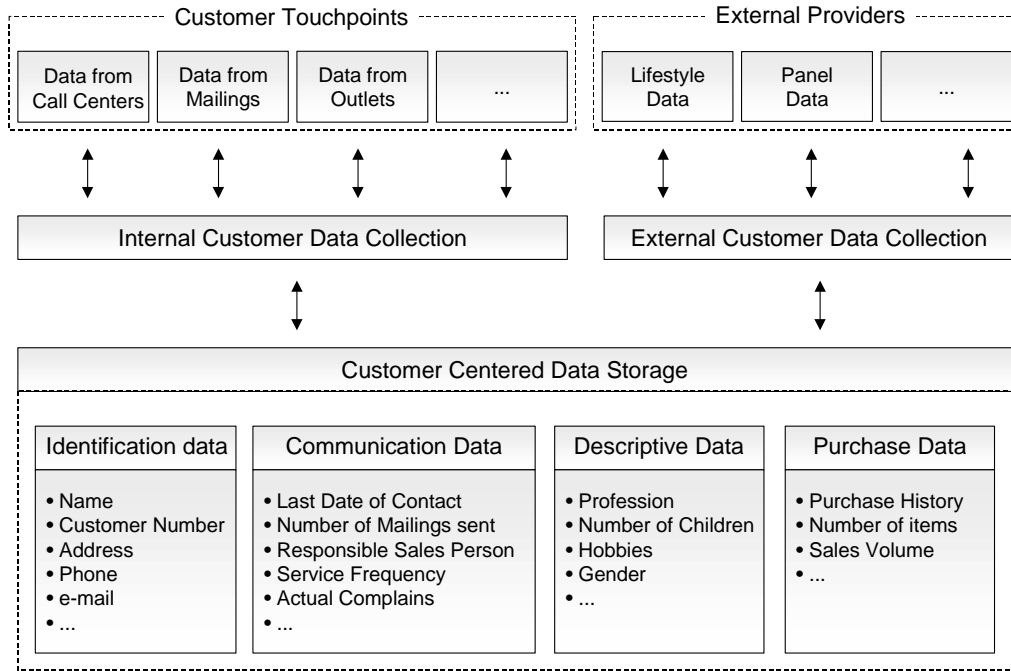 Customer Touchpoints
External Providers
Data from
Call Centers
Data from
Mailings
Data from
Outlets
...
Lifestyle
Data
Panel
Data
...
Internal Customer Data Collection
External Customer Data Collection
Customer Centered Data Storage
Identification data
• Name
• Customer Number
• Address
• Phone
• e-mail
• ...
Communication Data
• Last Date of Contact
• Number of Mailings sent
• Responsible Sales Person
• Service Frequency
• Actual Complains
• ...
Descriptive Data
• Profession
• Number of Children
• Hobbies
• Gender
• ...
Purchase Data
• Purchase History
• Number of items
• Sales Volume
• ...